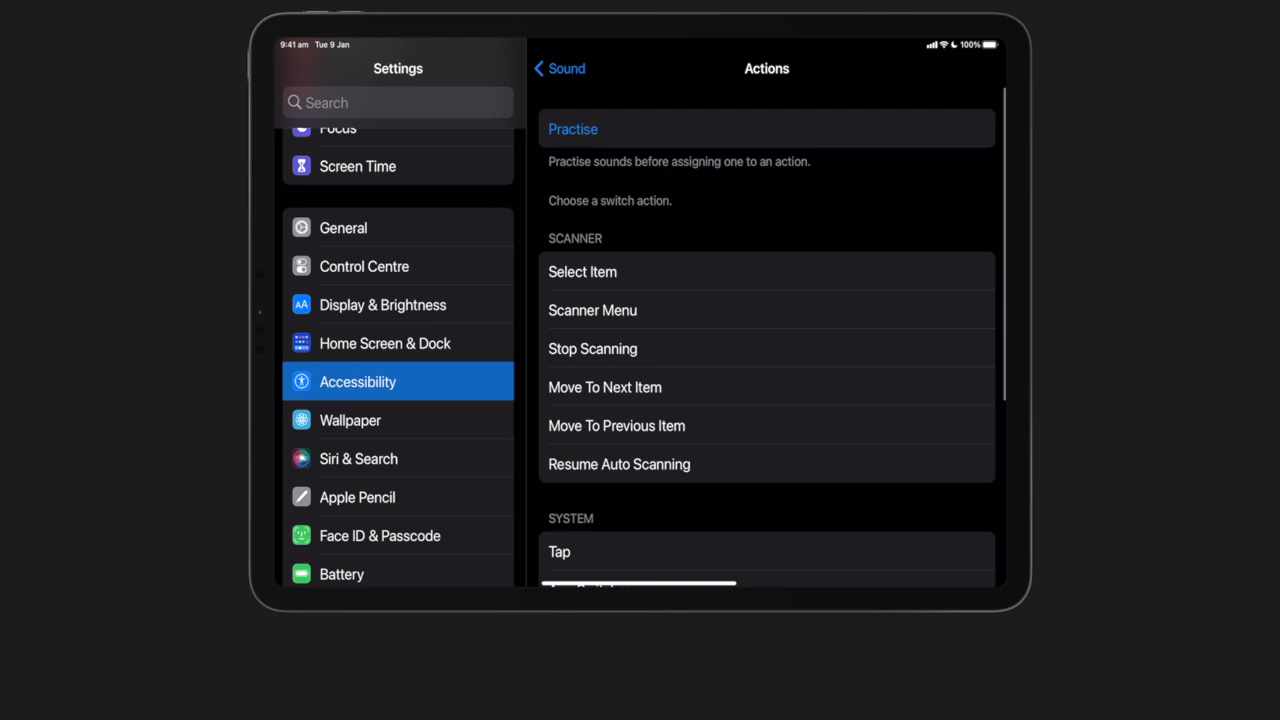 9:41 am Tue 9 Jan
100%
Settings
Search
Focus
Screen Time
General
Control Centre
AA
Display & Brightness
Home Screen & Dock
Accessibility
Wallpaper
Siri & Search
Apple Pencil
Face ID & Passcode
Battery
Sound
Actions
Practise
Practise sounds before assigning one to an action.
Choose a switch action.
SCANNER
Select Item
Scanner Menu
Stop Scanning
Move To Next Item
Move To Previous Item
Resume Auto Scanning
SYSTEM
Tap